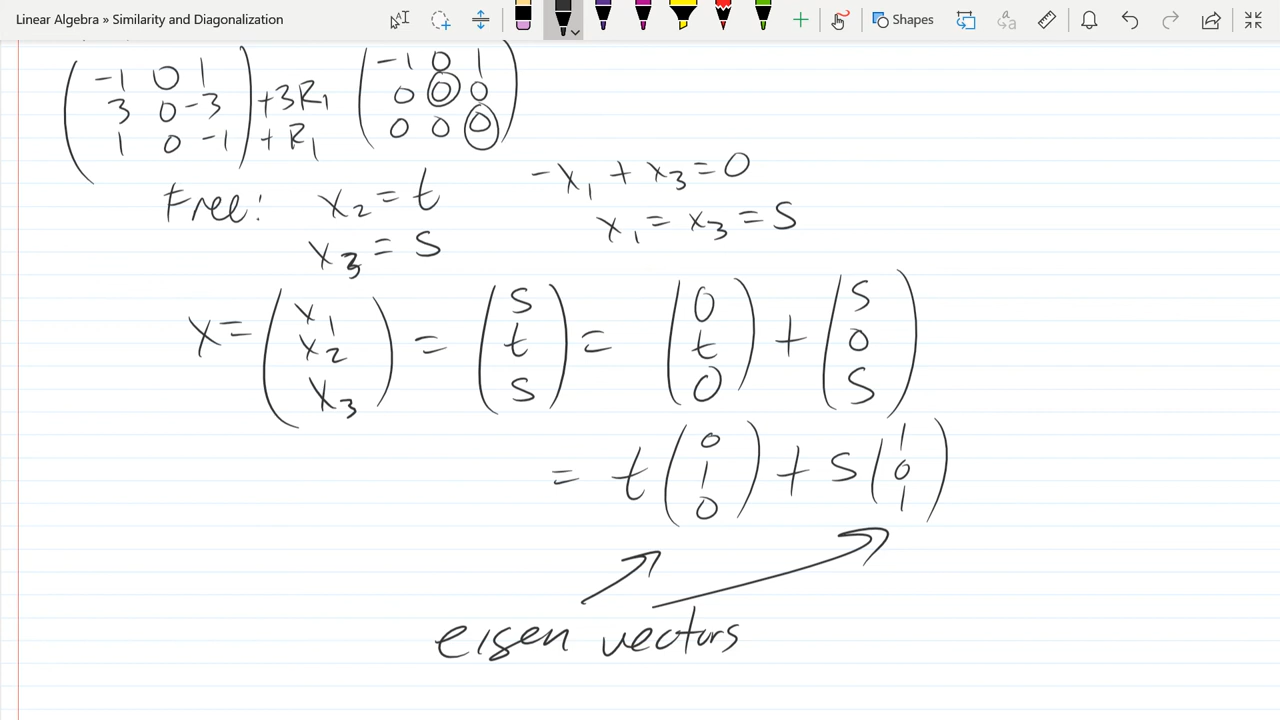 Linear Algebra » Similarity and Diagonalization
Shapes
(-1 0 1
3 0 -3
1 0 -1) +3R₁ +R₁
(-1 0 1
0 0 0
0 0 0)
Free: x₂ = t
x₃ = s
-x₁ + x₃ = 0
x₁ = x₃ = s
x = (x₁ x₂ x₃) = (s t s) = (0 t 0) + (s 0 s)
= t (0 1 0) + s (1 0 1)
eigen vectors